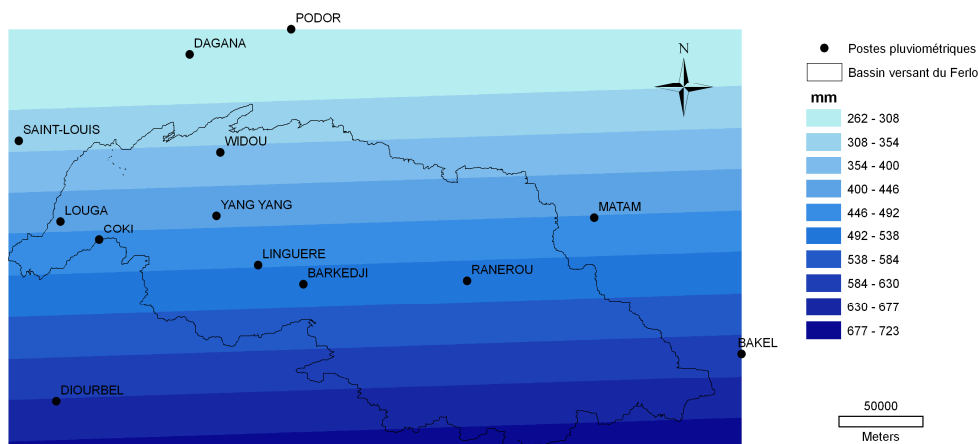 PODOR
DAGANA
N
SAINT-LOUIS
WIDOU
LOUGA
YANG YANG
MATAM
COKI
LINGUERE
BARKEDJI
RANEROU
BAKEL
DIOURBEL
Postes pluviométriques
Bassin versant du Ferlo
mm
262 - 308
308 - 354
354 - 400
400 - 446
446 - 492
492 - 538
538 - 584
584 - 630
630 - 677
677 - 723
50000
Meters